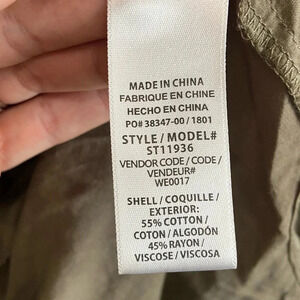 MADE IN CHINA
FABRIQUE EN CHINE
HECHO EN CHINA
PO# 38347-00 / 1801
STYLE / MODEL#
ST11936
VENDOR CODE / CODE /
VENDEUR#
WE0017
SHELL / COQUILLE /
EXTERIOR:
55% COTTON /
COTON / ALGODÓN
45% RAYON /
VISCOSE / VISCOSA